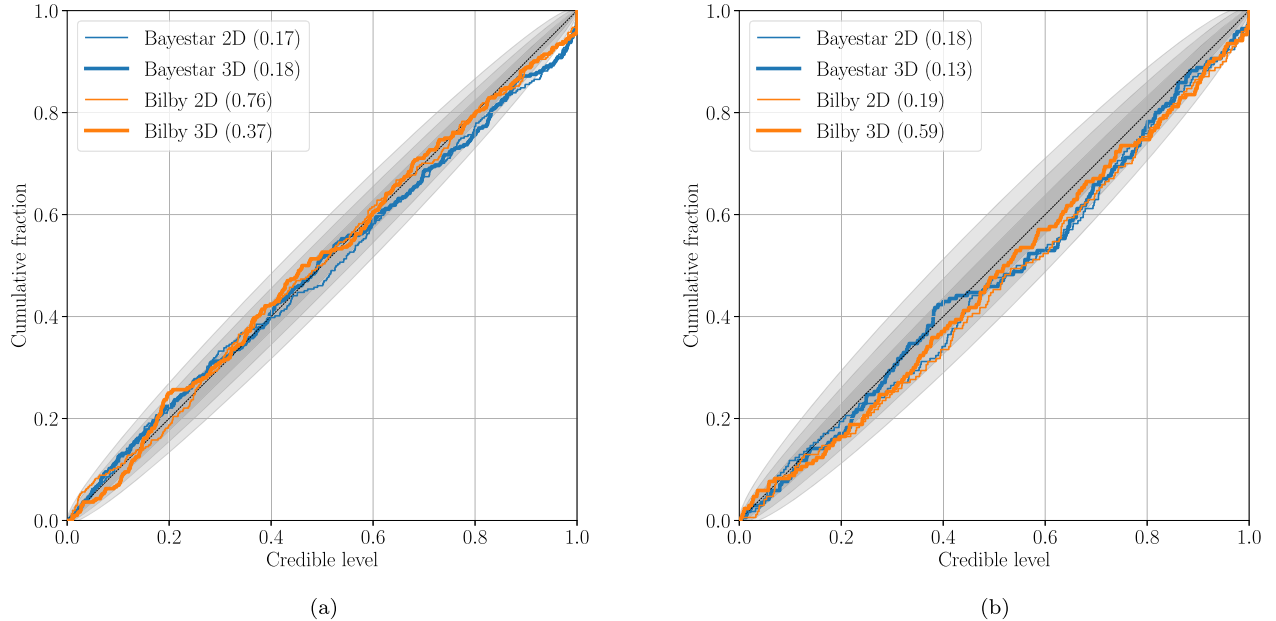 Bayestar 2D (0.17)
Bayestar 3D (0.18)
Bilby 2D (0.76)
Bilby 3D (0.37)
Cumulative fraction
1.0
0.8
0.6
0.4
0.2
0.0
0.0 0.2 0.4 0.6 0.8 1.0
Credible level
(a)
Bayestar 2D (0.18)
Bayestar 3D (0.13)
Bilby 2D (0.19)
Bilby 3D (0.59)
Cumulative fraction
1.0
0.8
0.6
0.4
0.2
0.0
0.0 0.2 0.4 0.6 0.8 1.0
Credible level
(b)